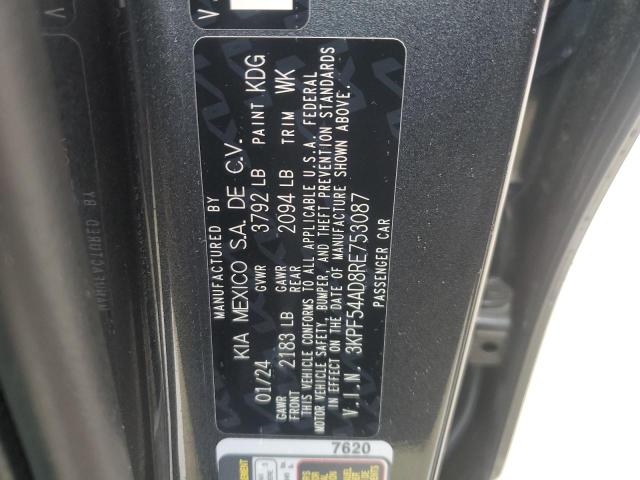 MANUFACTURED BY
KIA MEXICO S.A. DE C.V.
01/24 GVWR 3792 LB PAINT KDG
GAWR FRONT 2183 LB GAWR REAR 2094 LB TRIM WK
THIS VEHICLE CONFORMS TO ALL APPLICABLE U.S.A. FEDERAL
MOTOR VEHICLE SAFETY, BUMPER, AND THEFT PREVENTION STANDARDS
IN EFFECT ON THE DATE OF MANUFACTURE SHOWN ABOVE.
V.I.N. 3KPF54AD8RE753087
PASSENGER CAR
7620